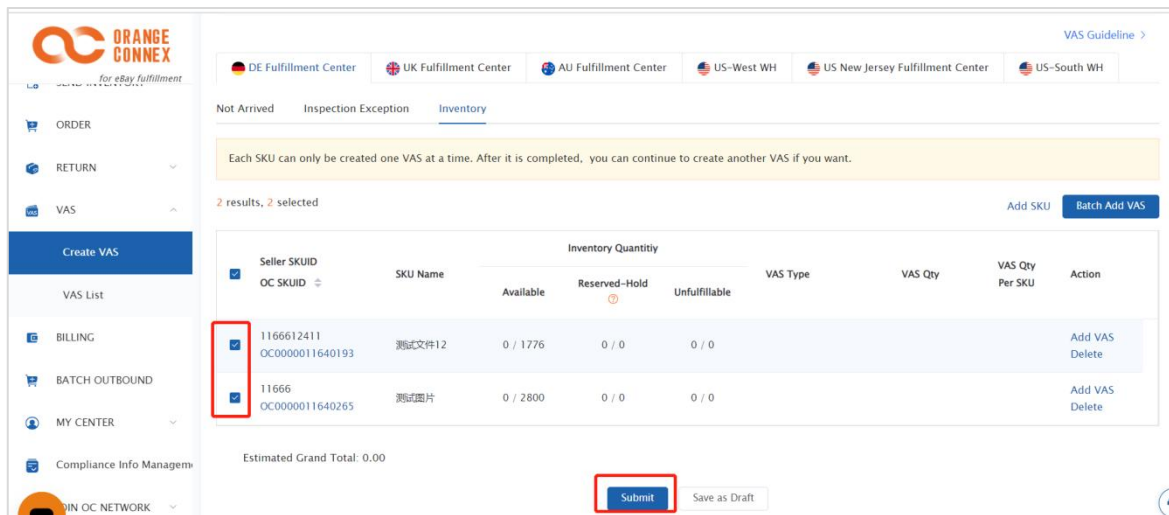 ORANGE
CONNEX
for eBay fulfillment
VAS Guideline >
DE Fulfillment Center
UK Fulfillment Center
AU Fulfillment Center
US-West WH
US New Jersey Fulfillment Center
US-South WH
Not Arrived
Inspection Exception
Inventory
Each SKU can only be created one VAS at a time. After it is completed, you can continue to create another VAS if you want.
2 results, 2 selected
Add SKU
Batch Add VAS
SEND INVENTORY
ORDER
RETURN
VAS
Create VAS
VAS List
BILLING
BATCH OUTBOUND
MY CENTER
Compliance Info Managem
OIN OC NETWORK
Seller SKUID
OC SKUID
SKU Name
Inventory Quantitiy
Available
Reserved-Hold
Unfulfillable
VAS Type
VAS Qty
VAS Qty
Per SKU
Action
1166612411
OC0000011640193
测试文件12
0 / 1776
0 / 0
0 / 0
Add VAS
Delete
11666
OC0000011640265
测试图片
0 / 2800
0 / 0
0 / 0
Add VAS
Delete
Estimated Grand Total: 0.00
Submit
Save as Draft